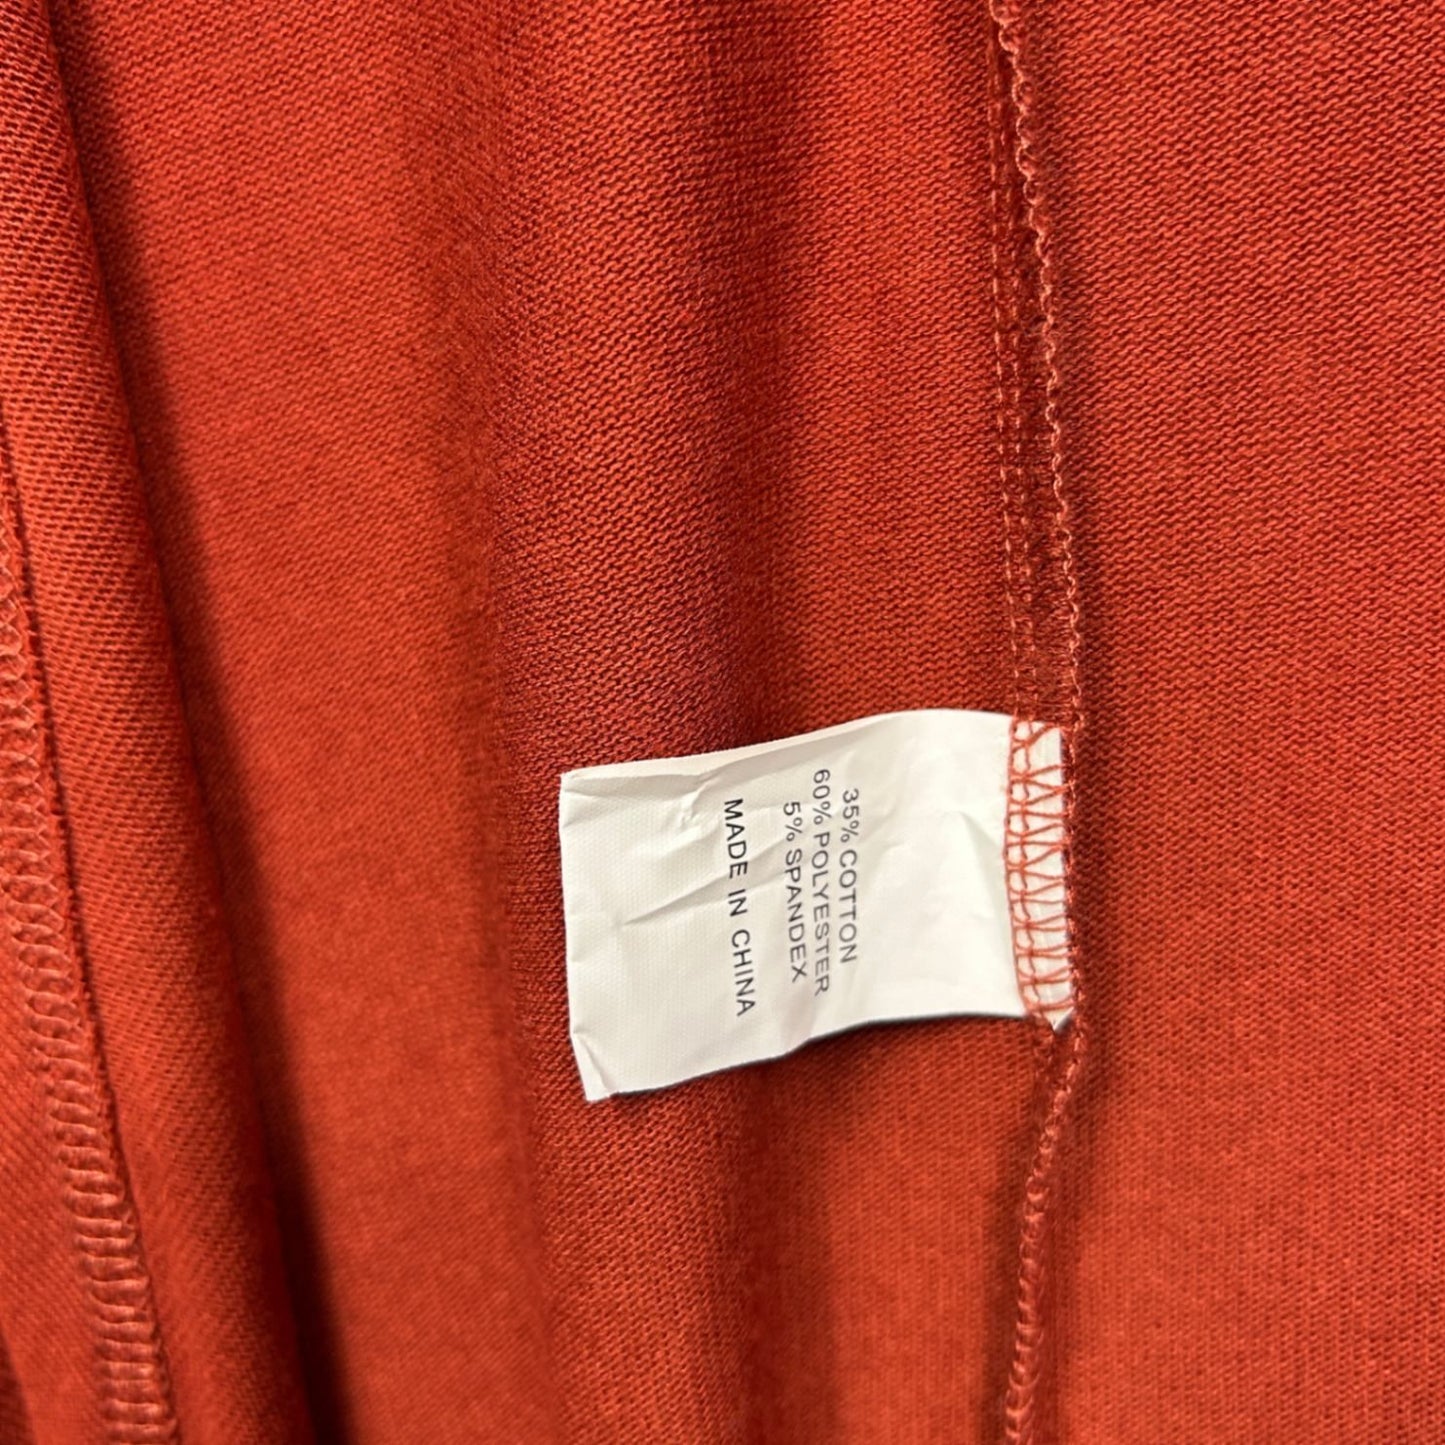 35% COTTON
60% POLYESTER
5% SPANDEX
MADE IN CHINA